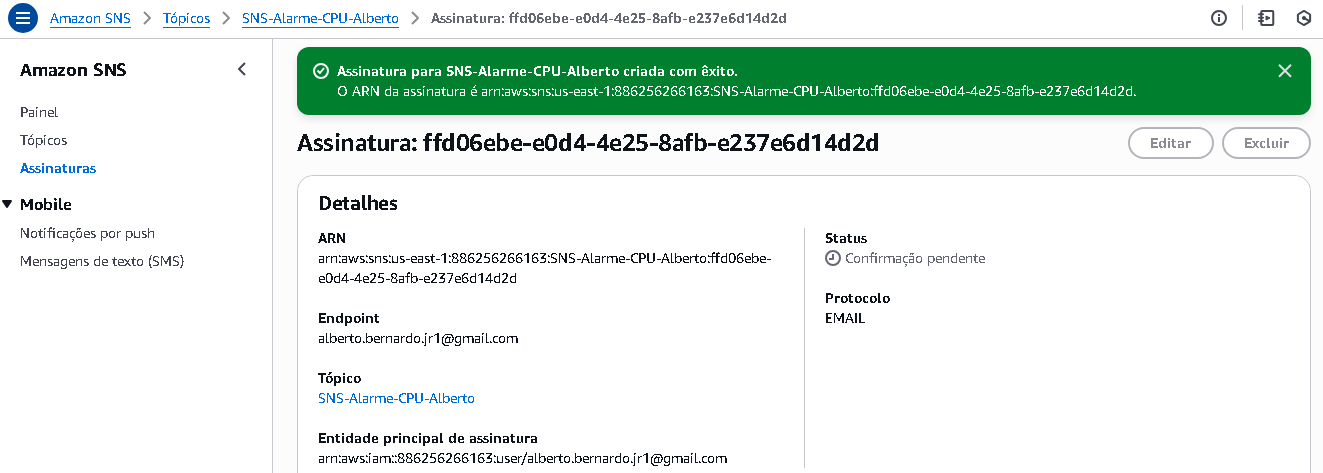 Amazon SNS > Tópicos > SNS-Alarme-CPU-Alberto > Assinatura: ffd06ebe-e0d4-4e25-8afb-e237e6d14d2d
Amazon SNS
Painel
Tópicos
Assinaturas
Mobile
Notificações por push
Mensagens de texto (SMS)
Assinatura para SNS-Alarme-CPU-Alberto criada com êxito.
O ARN da assinatura é arn:aws:sns:us-east-1:886256266163:SNS-Alarme-CPU-Alberto:ffd06ebe-e0d4-4e25-8afb-e237e6d14d2d.
Assinatura: ffd06ebe-e0d4-4e25-8afb-e237e6d14d2d
Editar
Excluir
Detalhes
ARN
arn:aws:sns:us-east-1:886256266163:SNS-Alarme-CPU-Alberto:ffd06ebe-
e0d4-4e25-8afb-e237e6d14d2d
Endpoint
alberto.bernardo.jr1@gmail.com
Tópico
SNS-Alarme-CPU-Alberto
Entidade principal de assinatura
arn:aws:iam::886256266163:user/alberto.bernardo.jr1@gmail.com
Status
Confirmação pendente
Protocolo
EMAIL